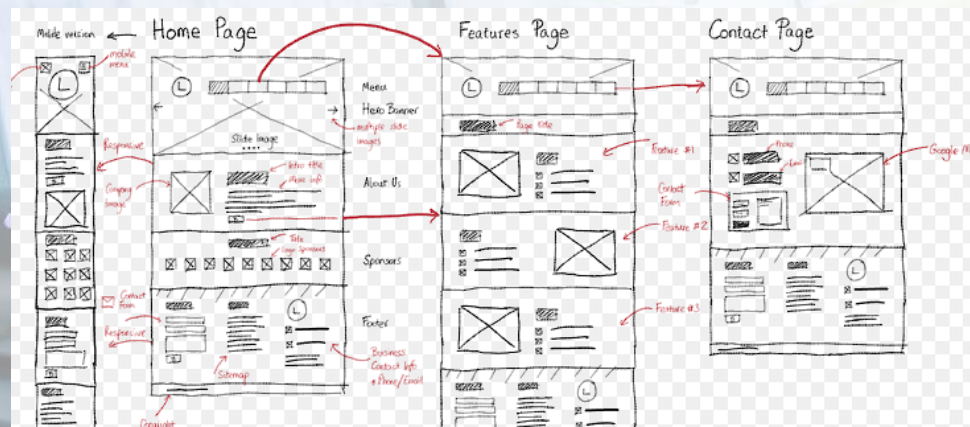 Mobile version
Home Page
Features Page
Contact Page
mobile
menu
L
L
L
L
Menu
Hero Banner
multiple slide
images
Slide Image
Page title
Responsive
Company
image
Intro title
More info
About Us
Feature #1
Phone
Google M
Contact
Form
Title
Logo sponsors
Sponsors
Feature #2
L
L
L
Contact
Form
Responsive
Footer
Feature #3
Sitemap
Business
Contact Info
+ Phone/Email
Copyright